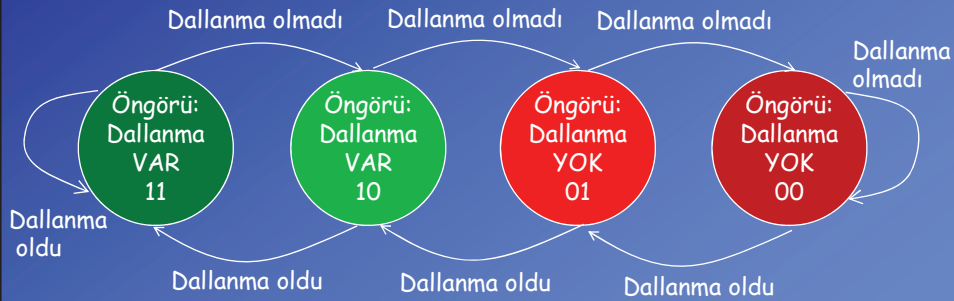 Dallanma olmadı
Dallanma olmadı
Dallanma olmadı
Dallanma
olmadı
Öngörü:
Dallanma
VAR
11
Öngörü:
Dallanma
VAR
10
Öngörü:
Dallanma
YOK
01
Öngörü:
Dallanma
YOK
00
Dallanma
oldu
Dallanma oldu
Dallanma oldu
Dallanma oldu